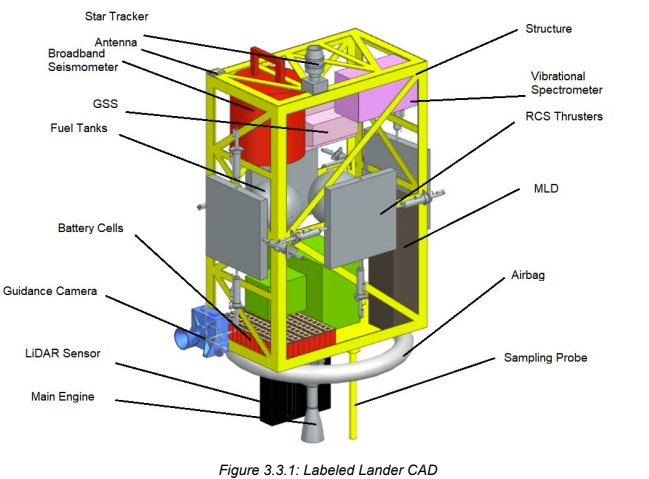 Star Tracker
Antenna
Broadband
Seismometer
GSS
Fuel Tanks
Battery Cells
Guidance Camera
LiDAR Sensor
Main Engine
Structure
Vibrational
Spectrometer
RCS Thrusters
MLD
Airbag
Sampling Probe
Figure 3.3.1: Labeled Lander CAD